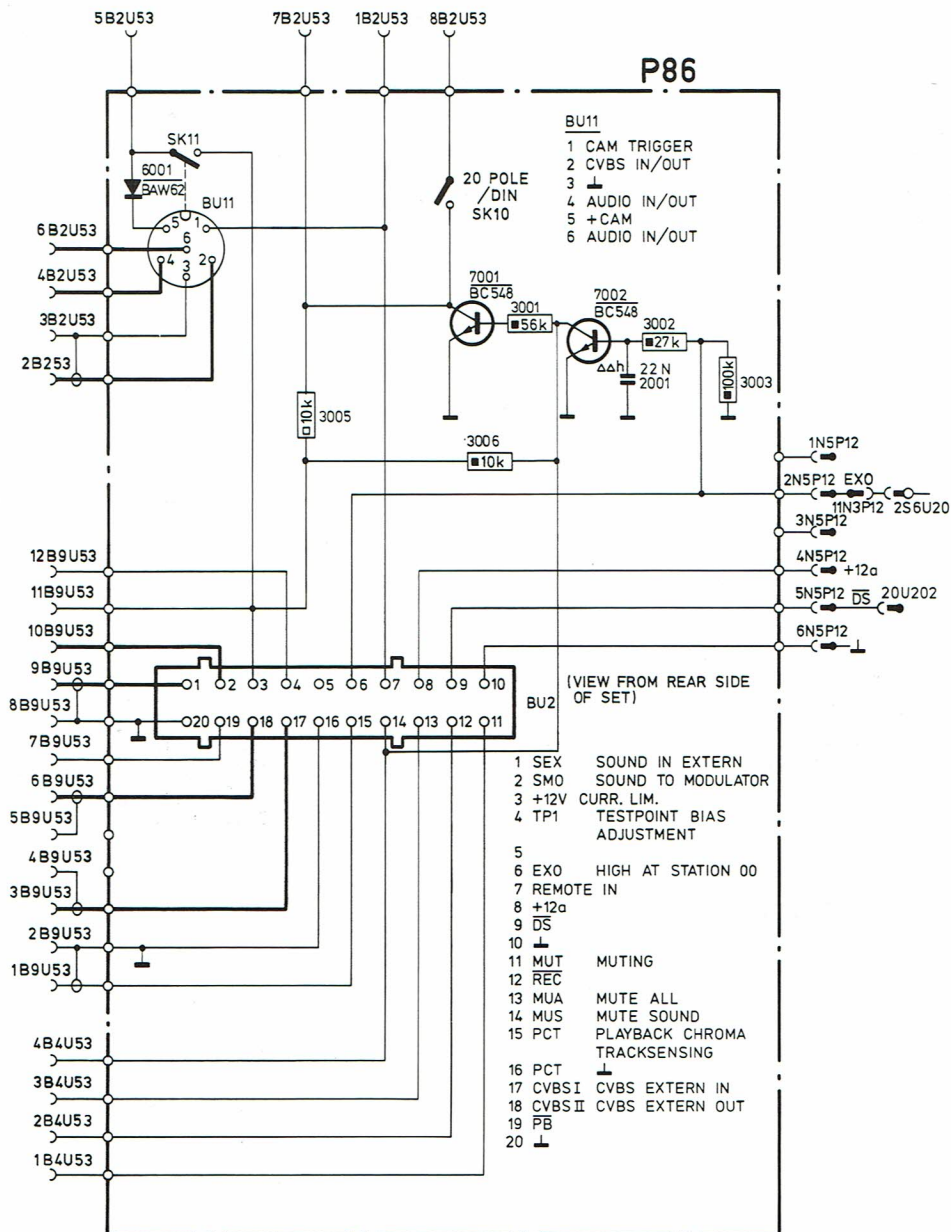 5B2U53
7B2U53
1B2U53
8B2U53
P86
SK11
6001
BAW62
BU11
5
1
6
4
3
2
20 POLE
/DIN
SK10
BU11
1 CAM TRIGGER
2 CVBS IN/OUT
3 ⊥
4 AUDIO IN/OUT
5 +CAM
6 AUDIO IN/OUT
6B2U53
4B2U53
3B2U53
2B253
7001
BC548
3001
56k
7002
BC548
3002
27k
ΔΔh
22N
2001
100k
3003
10k
3005
3006
10k
1N5P12
2N5P12 EXO
11N3P12 2S6U20
3N5P12
4N5P12
+12a
5N5P12 D̅S̅ 20U202
6N5P12
12B9U53
11B9U53
10B9U53
9B9U53
8B9U53
7B9U53
6B9U53
5B9U53
4B9U53
3B9U53
2B9U53
1B9U53
4B4U53
3B4U53
2B4U53
1B4U53
1 2 3 4 5 6 7 8 9 10
20 19 18 17 16 15 14 13 12 11
BU2
(VIEW FROM REAR SIDE
OF SET)
1 SEX SOUND IN EXTERN
2 SMO SOUND TO MODULATOR
3 +12V CURR. LIM.
4 TP1 TESTPOINT BIAS
ADJUSTMENT
5
6 EXO HIGH AT STATION 00
7 REMOTE IN
8 +12a
9 D̅S̅
10 ⊥
11 MUT MUTING
12 R̅E̅C̅
13 MUA MUTE ALL
14 MUS MUTE SOUND
15 PCT PLAYBACK CHROMA
TRACKSENSING
16 PCT ⊥
17 CVBS I CVBS EXTERN IN
18 CVBS II CVBS EXTERN OUT
19 P̅B̅
20 ⊥